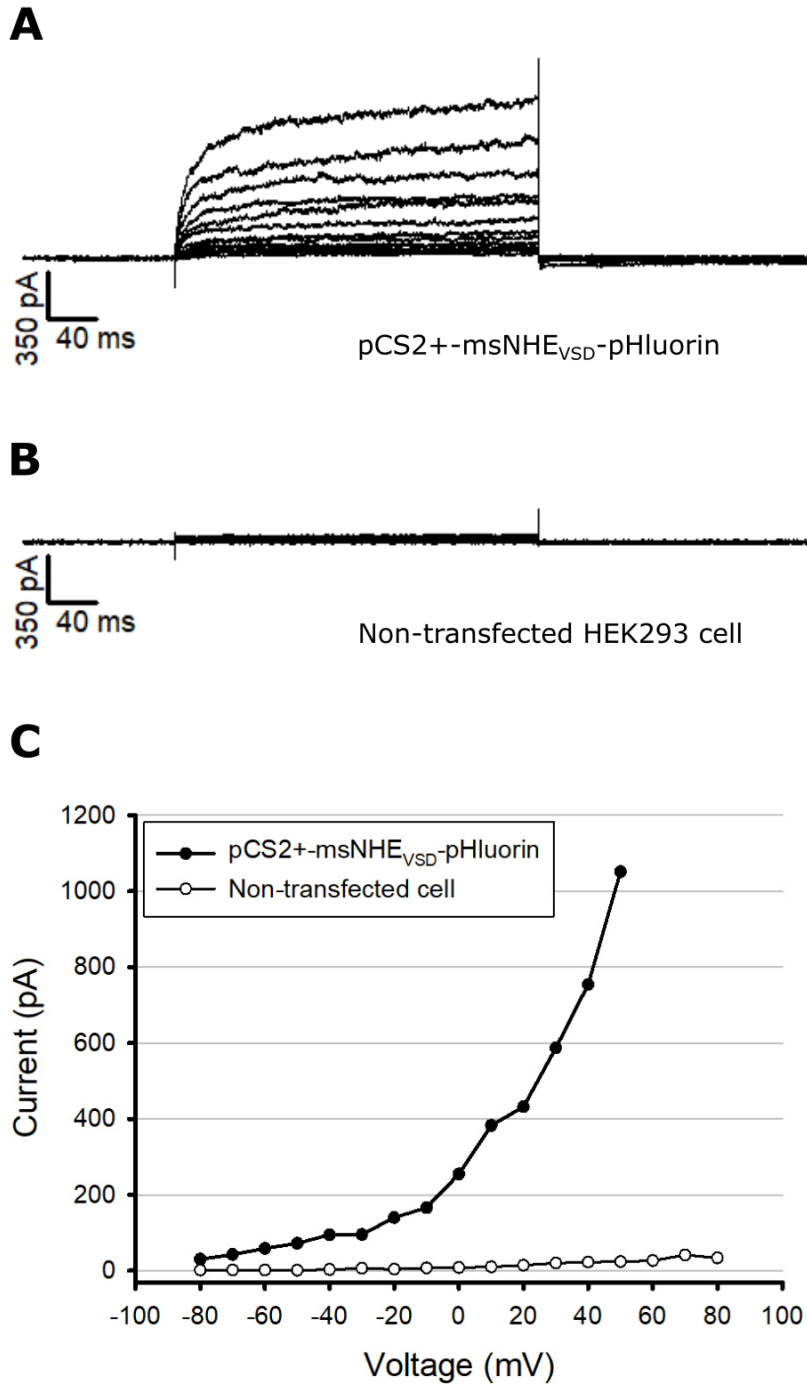 A
350 pA
40 ms
pCS2+-msNHEVSD-pHluorin
B
350 pA
40 ms
Non-transfected HEK293 cell
C
1200
1000
800
600
400
200
0
Current (pA)
pCS2+-msNHEVSD-pHluorin
Non-transfected cell
-100 -80 -60 -40 -20 0 20 40 60 80 100
Voltage (mV)